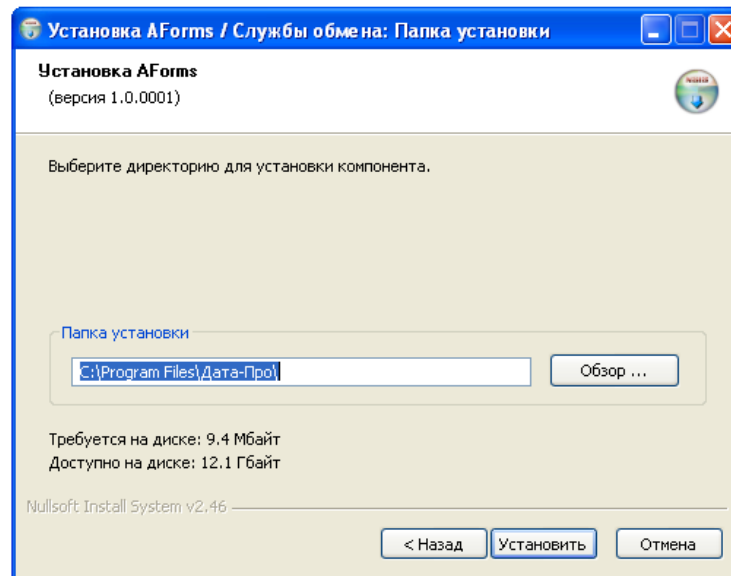 Установка AForms / Службы обмена: Папка установки
Установка AForms
(версия 1.0.0001)
Выберите директорию для установки компонента.
Папка установки
C:\Program Files\Дата-Про\
Обзор ...
Требуется на диске: 9.4 Мбайт
Доступно на диске: 12.1 Гбайт
Nullsoft Install System v2.46
< Назад Установить Отмена